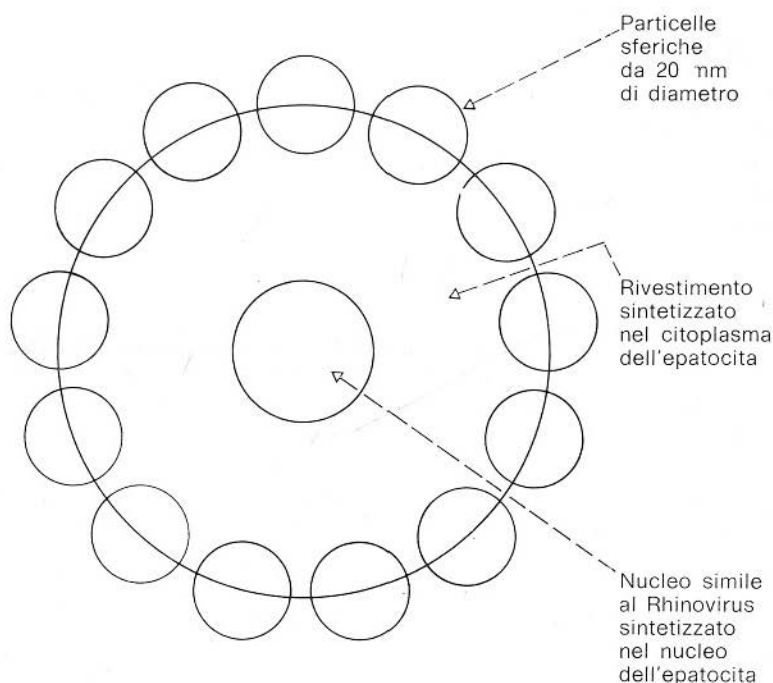 Particelle
sferiche
da 20 mm
di diametro
Rivestimento
sintetizzato
nel citoplasma
dell'epatocita
Nucleo simile
al Rhinovirus
sintetizzato
nel nucleo
dell'epatocita